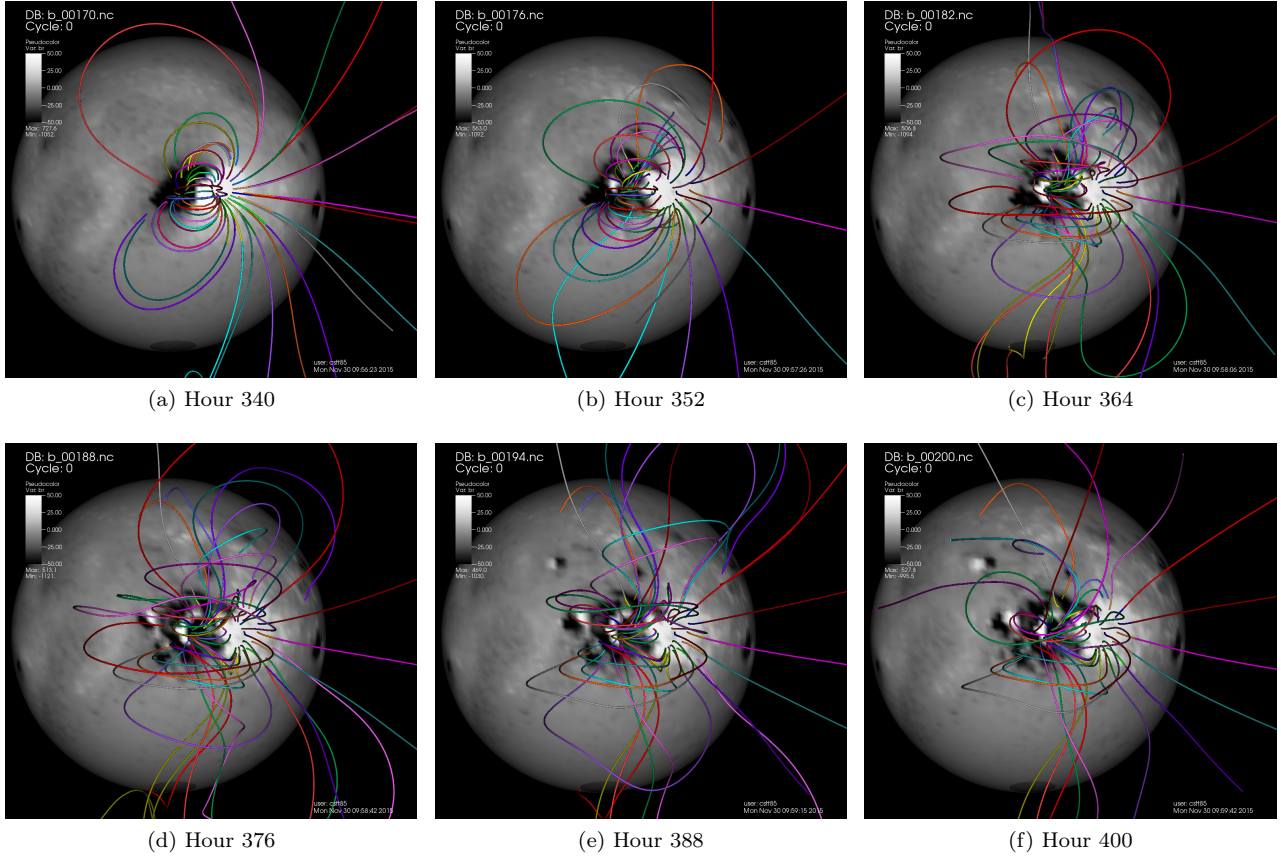 DB: b_00170.nc
Cycle: 0
Pseudocolor
Var: br
50.00
25.00
0.000
-25.00
-50.00
Max: 727.6
Min: -1052.
user: cstt85
Mon Nov 30 09:56:23 2015
(a) Hour 340
DB: b_00176.nc
Cycle: 0
Pseudocolor
Var: br
50.00
25.00
0.000
-25.00
-50.00
Max: 563.0
Min: -1092.
user: cstt85
Mon Nov 30 09:57:26 2015
(b) Hour 352
DB: b_00182.nc
Cycle: 0
Pseudocolor
Var: br
50.00
25.00
0.000
-25.00
-50.00
Max: 506.8
Min: -1094.
user: cstt85
Mon Nov 30 09:58:06 2015
(c) Hour 364
DB: b_00188.nc
Cycle: 0
Pseudocolor
Var: br
50.00
25.00
0.000
-25.00
-50.00
Max: 513.1
Min: -1121.
user: cstt85
Mon Nov 30 09:58:42 2015
(d) Hour 376
DB: b_00194.nc
Cycle: 0
Pseudocolor
Var: br
50.00
25.00
0.000
-25.00
-50.00
Max: 469.0
Min: -1030.
user: cstt85
Mon Nov 30 09:59:15 2015
(e) Hour 388
DB: b_00200.nc
Cycle: 0
Pseudocolor
Var: br
50.00
25.00
0.000
-25.00
-50.00
Max: 527.8
Min: -995.5
user: cstt85
Mon Nov 30 09:59:42 2015
(f) Hour 400